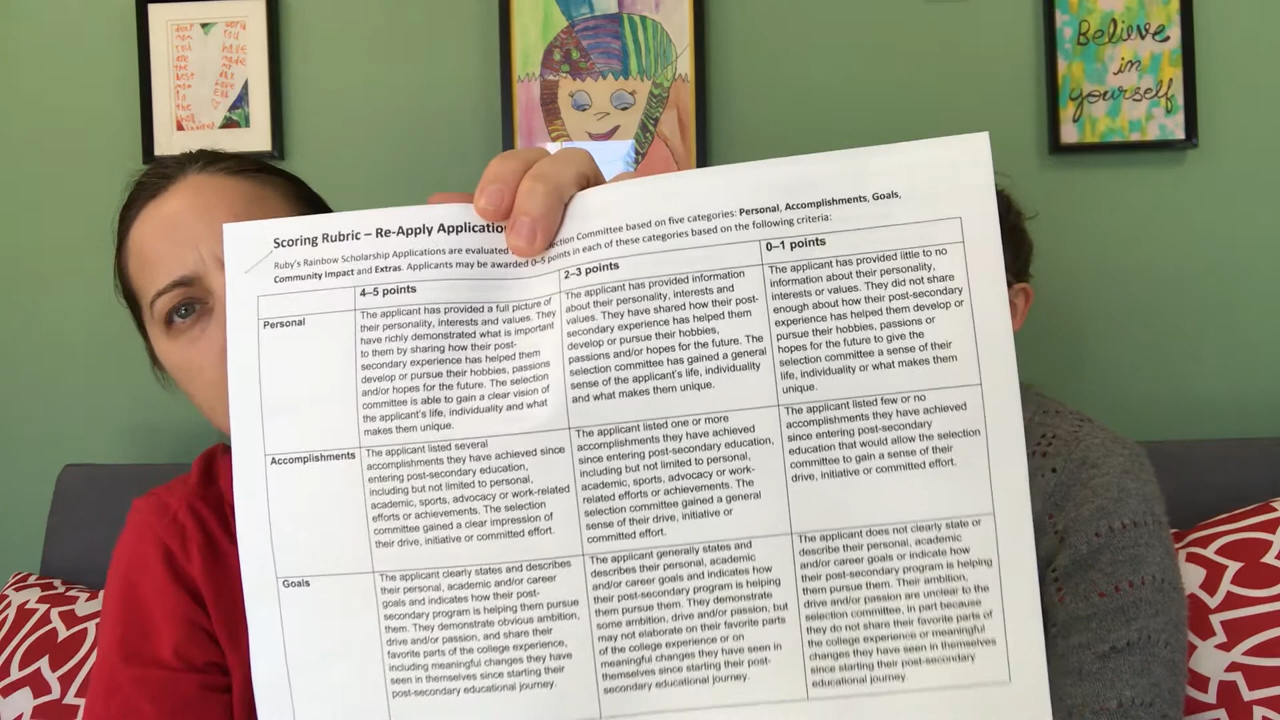 dear
mom
you
are
the
best
mom
in
the
you
have
made
my
love
Believe
in
yourself
Scoring Rubric – Re-Apply Applicatio
Ruby's Rainbow Scholarship Applications are evaluated ection Committee based on five categories: Personal, Accomplishments, Goals,
Community Impact and Extras. Applicants may be awarded 0–5 points in each of these categories based on the following criteria:
4–5 points
2–3 points
0–1 points
Personal
The applicant has provided a full picture of
their personality, interests and values. They
have richly demonstrated what is important
to them by sharing how their post-
secondary experience has helped them
develop or pursue their hobbies, passions
and/or hopes for the future. The selection
committee is able to gain a clear vision of
the applicant's life, individuality and what
makes them unique.
The applicant has provided information
about their personality, interests and
values. They have shared how their post-
secondary experience has helped them
develop or pursue their hobbies,
passions and/or hopes for the future. The
selection committee has gained a general
sense of the applicant's life, individuality
and what makes them unique.
The applicant has provided little to no
information about their personality,
interests or values. They did not share
enough about how their post-secondary
experience has helped them develop or
pursue their hobbies, passions or
hopes for the future to give the
selection committee a sense of their
life, individuality or what makes them
unique.
Accomplishments
The applicant listed several
accomplishments they have achieved since
entering post-secondary education,
including but not limited to personal,
academic, sports, advocacy or work-related
efforts or achievements. The selection
committee gained a clear impression of
their drive, initiative or committed effort.
The applicant listed one or more
accomplishments they have achieved
since entering post-secondary education,
including but not limited to personal,
academic, sports, advocacy or work-
related efforts or achievements. The
selection committee gained a general
sense of their drive, initiative or
committed effort.
The applicant listed few or no
accomplishments they have achieved
since entering post-secondary
education that would allow the selection
committee to gain a sense of their
drive, initiative or committed effort.
Goals
The applicant clearly states and describes
their personal, academic and/or career
goals and indicates how their post-
secondary program is helping them pursue
them. They demonstrate obvious ambition,
drive and/or passion, and share their
favorite parts of the college experience,
including meaningful changes they have
seen in themselves since starting their
post-secondary educational journey.
The applicant generally states and
describes their personal, academic
and/or career goals and indicates how
their post-secondary program is helping
them pursue them. They demonstrate
some ambition, drive and/or passion, but
may not elaborate on their favorite parts
of the college experience or on
meaningful changes they have seen in
themselves since starting their post-
secondary educational journey.
The applicant does not clearly state or
describe their personal, academic
and/or career goals or indicate how
their post-secondary program is helping
them pursue them. Their ambition,
drive and/or passion are unclear to the
selection committee, in part because
they do not share their favorite parts of
the college experience or meaningful
changes they have seen in themselves
since starting their post-secondary
educational journey.